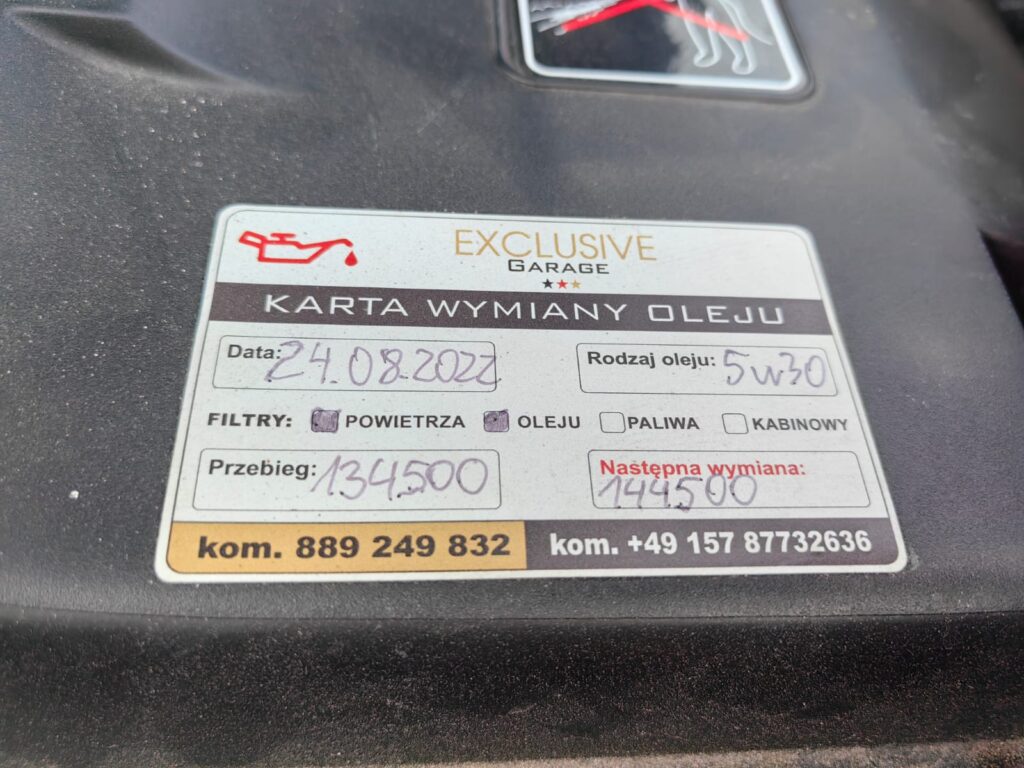 EXCLUSIVE
GARAGE
KARTA WYMIANY OLEJU
Data: 24.08.2022 Rodzaj oleju: 5w30
FILTRY: POWIETRZA OLEJU PALIWA KABINOWY
Przebieg: 134500 Następna wymiana: 144500
kom. 889 249 832 kom. +49 157 87732636